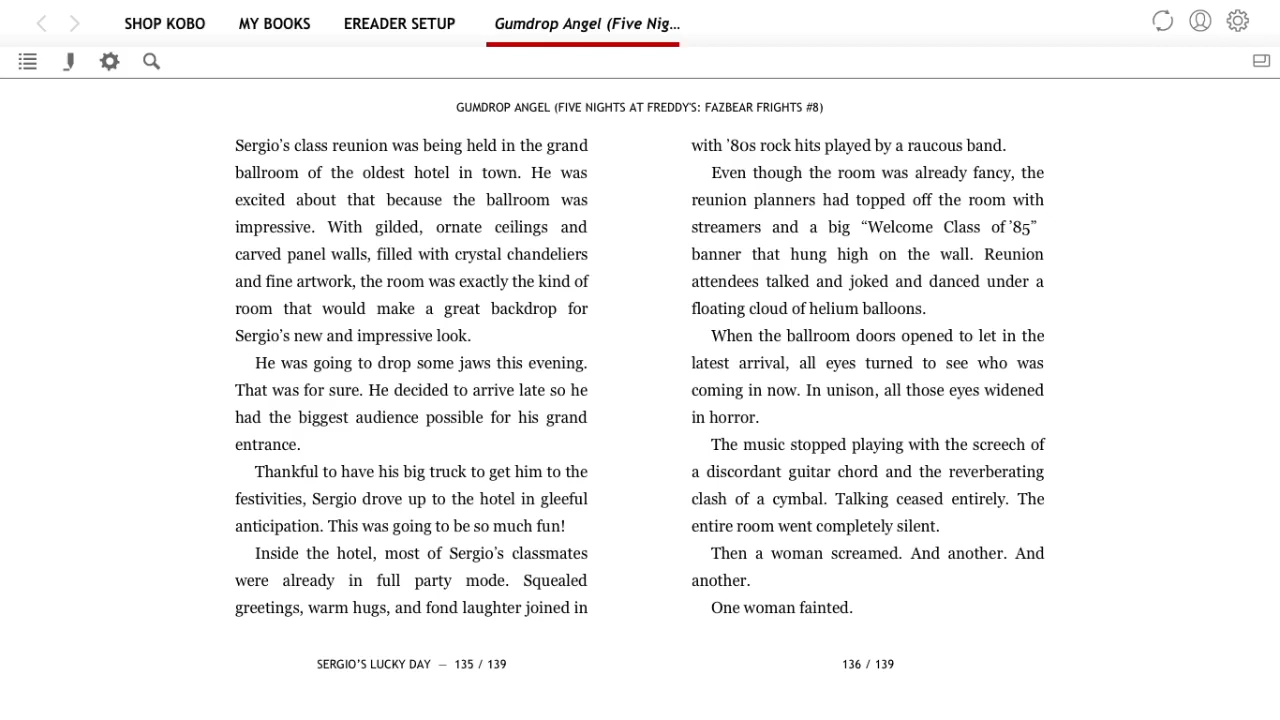 SHOP KOBO
MY BOOKS
EREADER SETUP
Gumdrop Angel (Five Nig...
GUMDROP ANGEL (FIVE NIGHTS AT FREDDY'S: FAZBEAR FRIGHTS #8)
Sergio’s class reunion was being held in the grand
ballroom of the oldest hotel in town. He was
excited about that because the ballroom was
impressive. With gilded, ornate ceilings and
carved panel walls, filled with crystal chandeliers
and fine artwork, the room was exactly the kind of
room that would make a great backdrop for
Sergio’s new and impressive look.
He was going to drop some jaws this evening.
That was for sure. He decided to arrive late so he
had the biggest audience possible for his grand
entrance.
Thankful to have his big truck to get him to the
festivities, Sergio drove up to the hotel in gleeful
anticipation. This was going to be so much fun!
Inside the hotel, most of Sergio’s classmates
were already in full party mode. Squealed
greetings, warm hugs, and fond laughter joined in
with ’80s rock hits played by a raucous band.
Even though the room was already fancy, the
reunion planners had topped off the room with
streamers and a big “Welcome Class of ’85”
banner that hung high on the wall. Reunion
attendees talked and joked and danced under a
floating cloud of helium balloons.
When the ballroom doors opened to let in the
latest arrival, all eyes turned to see who was
coming in now. In unison, all those eyes widened
in horror.
The music stopped playing with the screech of
a discordant guitar chord and the reverberating
clash of a cymbal. Talking ceased entirely. The
entire room went completely silent.
Then a woman screamed. And another. And
another.
One woman fainted.
SERGIO’S LUCKY DAY — 135 / 139
136 / 139